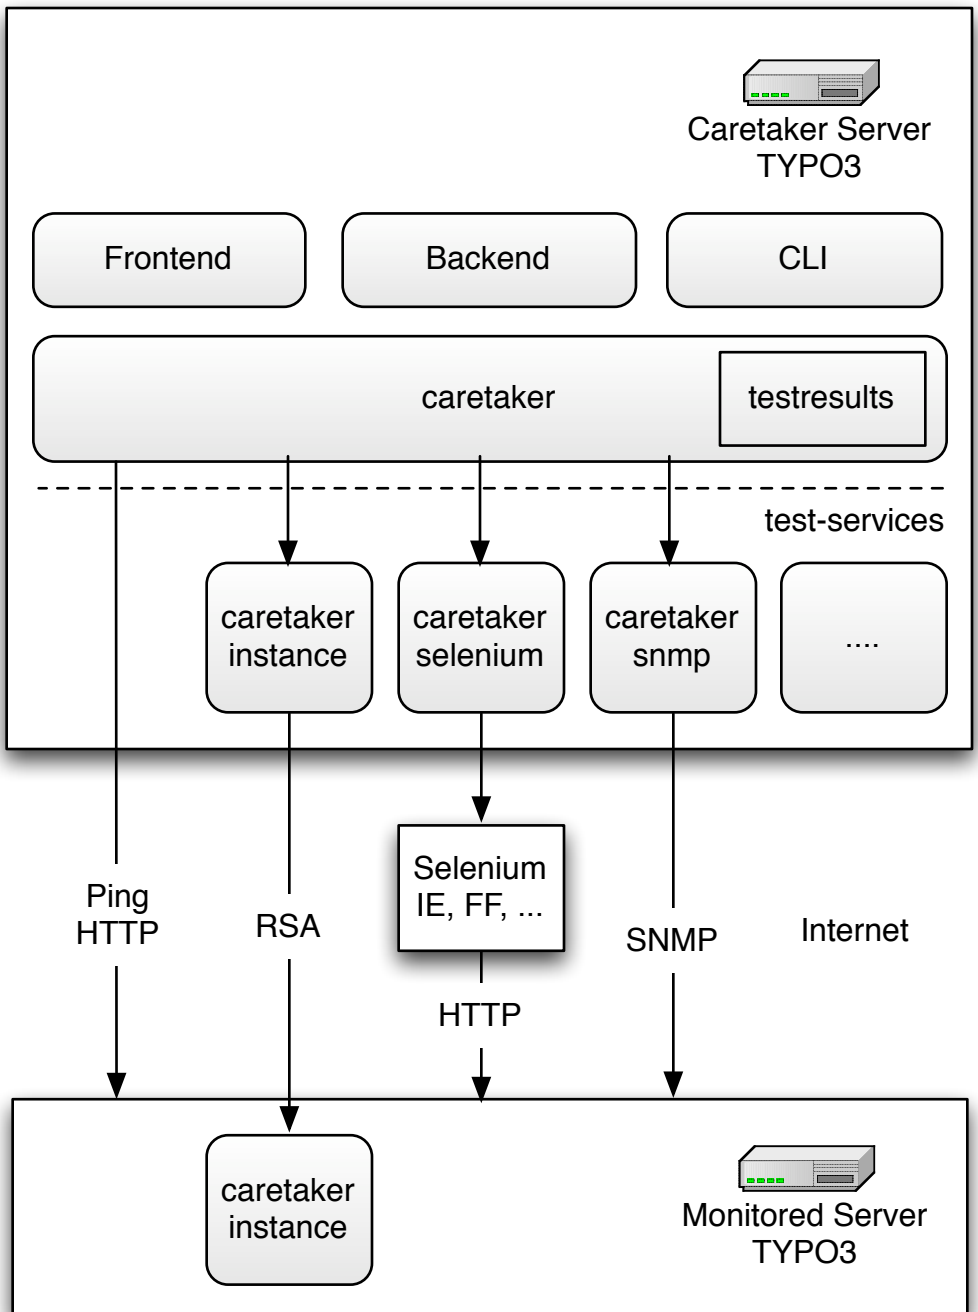 Caretaker Server
TYPO3
Frontend
Backend
CLI
caretaker
testresults
test-services
caretaker
instance
caretaker
selenium
caretaker
snmp
....
Selenium
IE, FF, ...
Ping
HTTP
RSA
SNMP
Internet
HTTP
caretaker
instance
Monitored Server
TYPO3